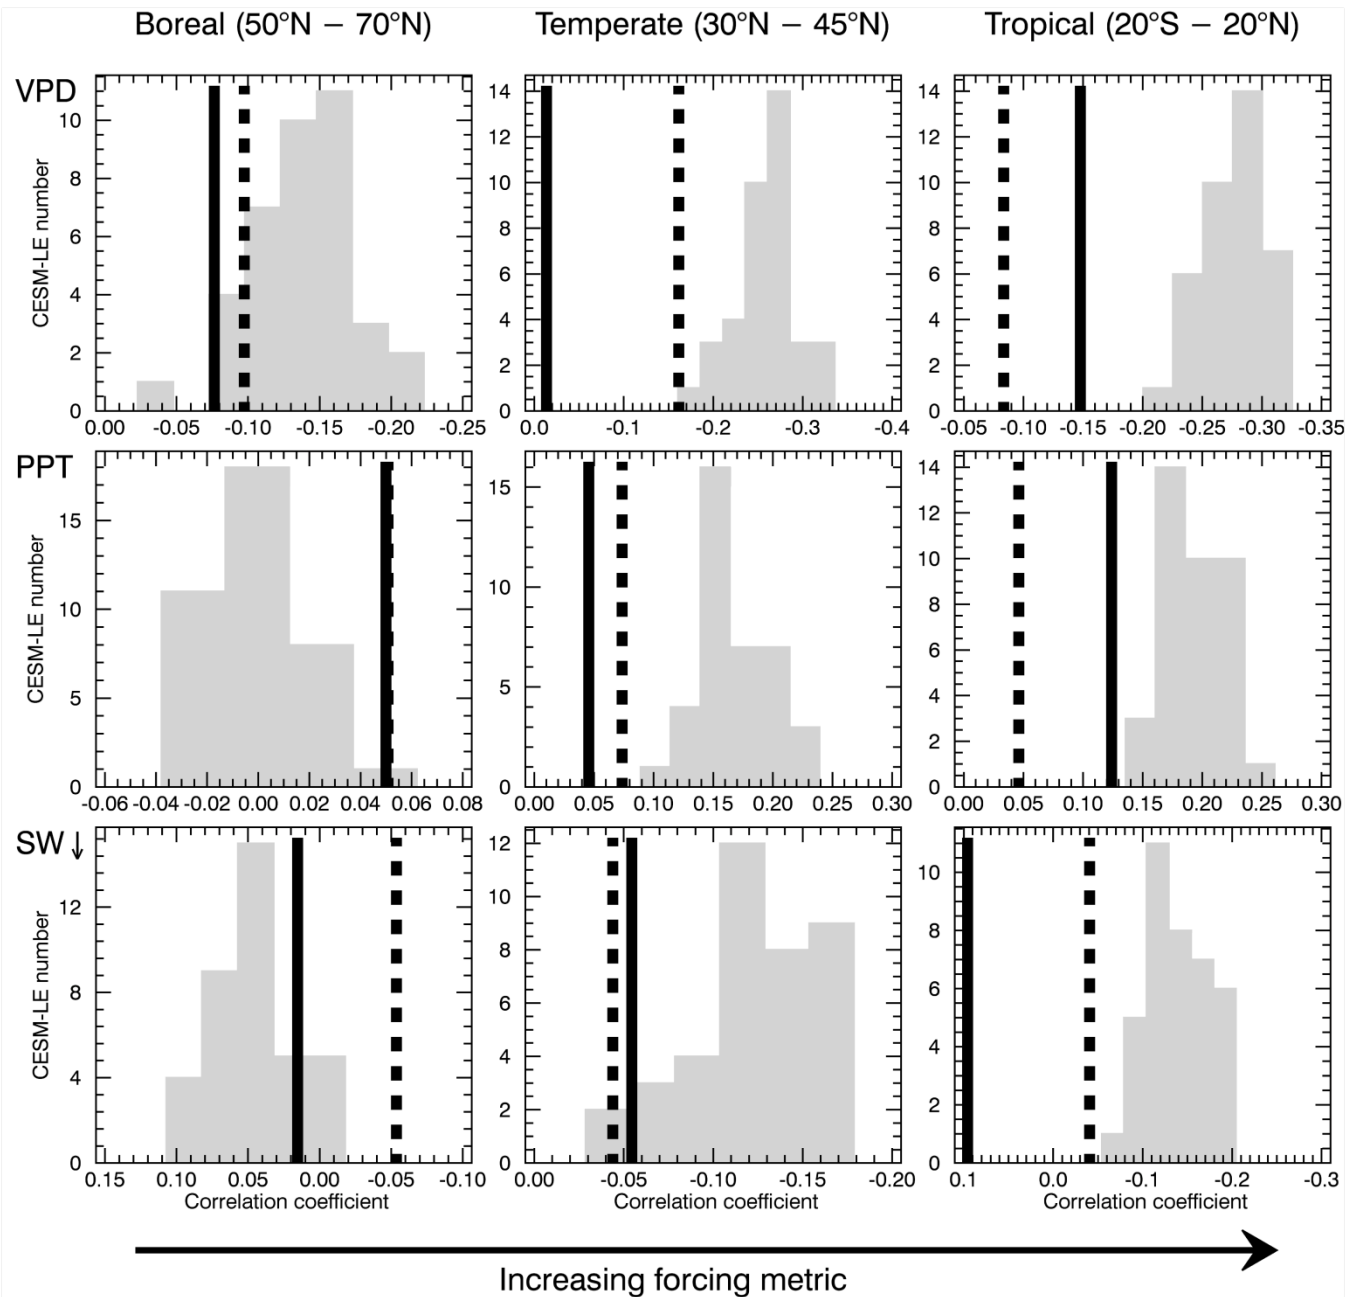 Boreal (50°N − 70°N) Temperate (30°N − 45°N) Tropical (20°S − 20°N)
VPD
CESM-LE number
10
8
6
4
2
0
0.00 -0.05 -0.10 -0.15 -0.20 -0.25
14
12
10
8
6
4
2
0
0.0 -0.1 -0.2 -0.3 -0.4
14
12
10
8
6
4
2
0
-0.05 -0.10 -0.15 -0.20 -0.25 -0.30 -0.35
PPT
CESM-LE number
15
10
5
0
-0.06 -0.04 -0.02 0.00 0.02 0.04 0.06 0.08
15
10
5
0
0.00 0.05 0.10 0.15 0.20 0.25 0.30
14
12
10
8
6
4
2
0
0.00 0.05 0.10 0.15 0.20 0.25 0.30
SW ↓
CESM-LE number
12
8
4
0
0.15 0.10 0.05 0.00 -0.05 -0.10
Correlation coefficient
12
10
8
6
4
2
0
0.00 -0.05 -0.10 -0.15 -0.20
Correlation coefficient
10
8
6
4
2
0
0.1 0.0 -0.1 -0.2 -0.3
Correlation coefficient
Increasing forcing metric